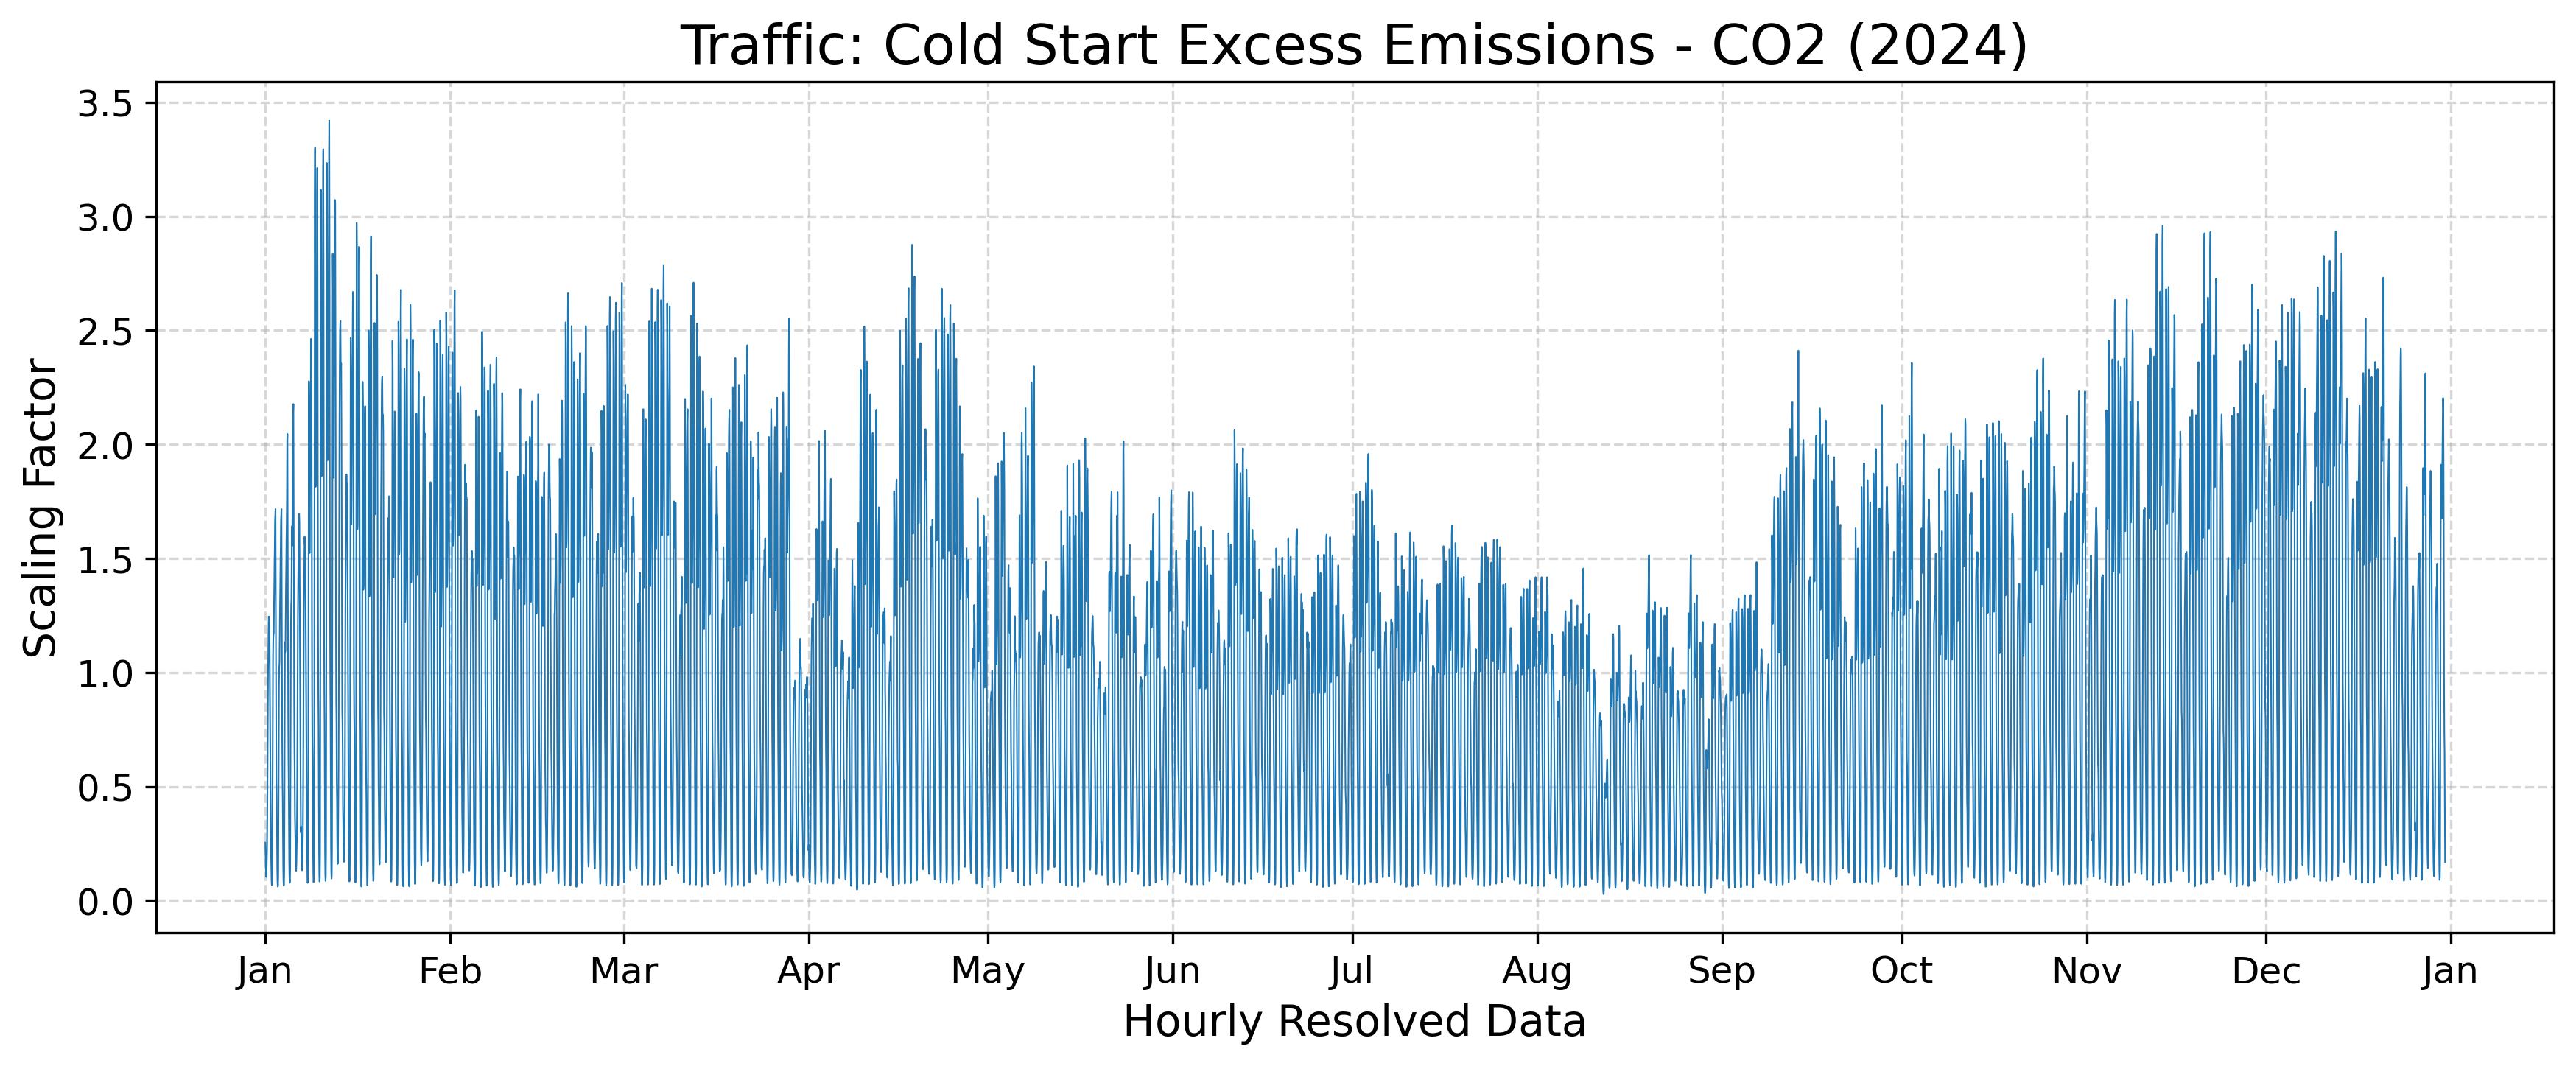 Traffic: Cold Start Excess Emissions - CO2 (2024)
Scaling Factor
3.5
3.0
2.5
2.0
1.5
1.0
0.5
0.0
Jan Feb Mar Apr May Jun Jul Aug Sep Oct Nov Dec Jan
Hourly Resolved Data